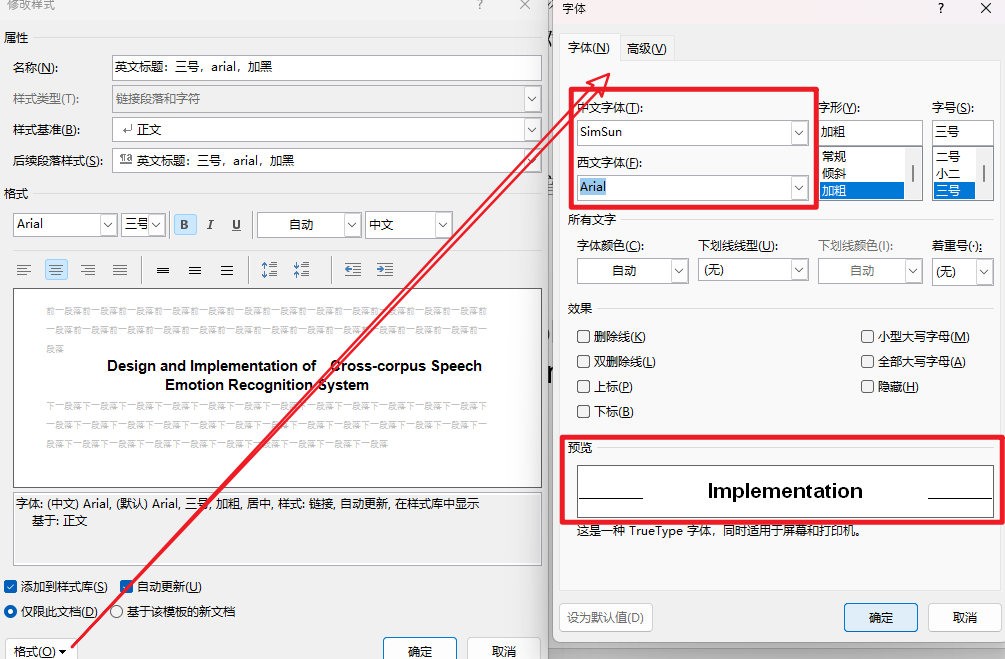 修改样式
?
属性
名称(N):
英文标题：三号，arial，加黑
样式类型(T):
链接段落和字符
样式基准(B):
正文
后续段落样式(S):
英文标题：三号，arial，加黑
格式
Arial
三号
B I U
自动
中文
前一段落前一段落前一段落前一段落前一段落前一段落前一段落前一段落前一段落前一段落前一
段落前一段落前一段落前一段落前一段落前一段落前一段落前一段落前一段落前一段落前一
段落
Design and Implementation of Cross-corpus Speech
Emotion Recognition System
下一段落下一段落下一段落下一段落下一段落下一段落下一段落下一段落下一段落下一段落
下一段落下一段落下一段落下一段落下一段落下一段落下一段落下一段落下一段落下一段落
下一段落下一段落下一段落下一段落下一段落下一段落下一段落下一段落
字体: (中文) Arial, (默认) Arial, 三号, 加粗, 居中, 样式: 链接, 自动更新, 在样式库中显示
基于: 正文
添加到样式库(S)
自动更新(U)
仅限此文档(D)
基于该模板的新文档
格式(O)
确定
取消
字体
?
字体(N)
高级(V)
中文字体(T):
字形(Y):
字号(S):
SimSun
加粗
三号
常规
二号
西文字体(F):
倾斜
小二
Arial
加粗
三号
所有文字
字体颜色(C):
下划线线型(U):
下划线颜色(I):
着重号(·):
自动
(无)
自动
(无)
效果
删除线(K)
小型大写字母(M)
双删除线(L)
全部大写字母(A)
上标(P)
隐藏(H)
下标(B)
预览
Implementation
这是一种 TrueType 字体，同时适用于屏幕和打印机。
设为默认值(D)
确定
取消